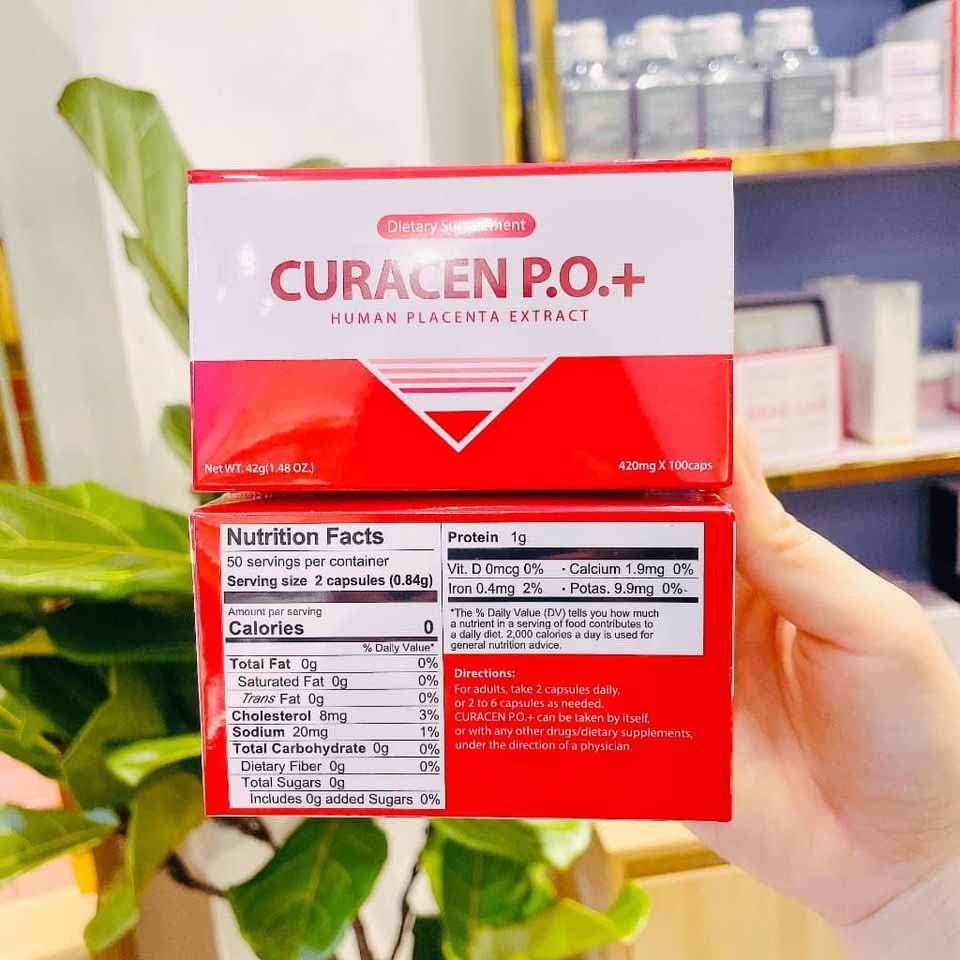 Dietary Supplement
CURACEN P.O.+
HUMAN PLACENTA EXTRACT
Net WT. 42g(1.48 OZ.)
420mg X 100caps
Nutrition Facts
50 servings per container
Serving size 2 capsules (0.84g)
Amount per serving
Calories 0
% Daily Value*
Total Fat 0g 0%
Saturated Fat 0g 0%
Trans Fat 0g 0%
Cholesterol 8mg 3%
Sodium 20mg 1%
Total Carbohydrate 0g 0%
Dietary Fiber 0g 0%
Total Sugars 0g
Includes 0g added Sugars 0%
Protein 1g
Vit. D 0mcg 0% · Calcium 1.9mg 0%
Iron 0.4mg 2% · Potas. 9.9mg 0%
*The % Daily Value (DV) tells you how much
a nutrient in a serving of food contributes to
a daily diet. 2,000 calories a day is used for
general nutrition advice.
Directions:
For adults, take 2 capsules daily,
or 2 to 6 capsules as needed.
CURACEN P.O.+ can be taken by itself,
or with any other drugs/dietary supplements,
under the direction of a physician.